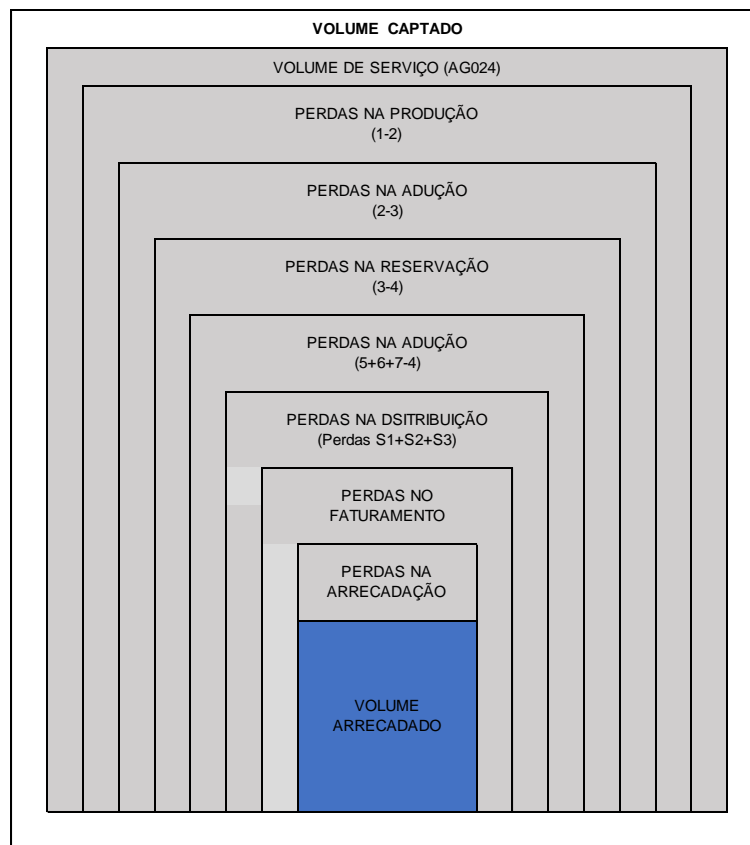 VOLUME CAPTADO
VOLUME DE SERVIÇO (AG024)
PERDAS NA PRODUÇÃO
(1-2)
PERDAS NA ADUÇÃO
(2-3)
PERDAS NA RESERVAÇÃO
(3-4)
PERDAS NA ADUÇÃO
(5+6+7-4)
PERDAS NA DSITRIBUIÇÃO
(Perdas S1+S2+S3)
PERDAS NO
FATURAMENTO
PERDAS NA
ARRECADAÇÃO
VOLUME
ARRECADADO